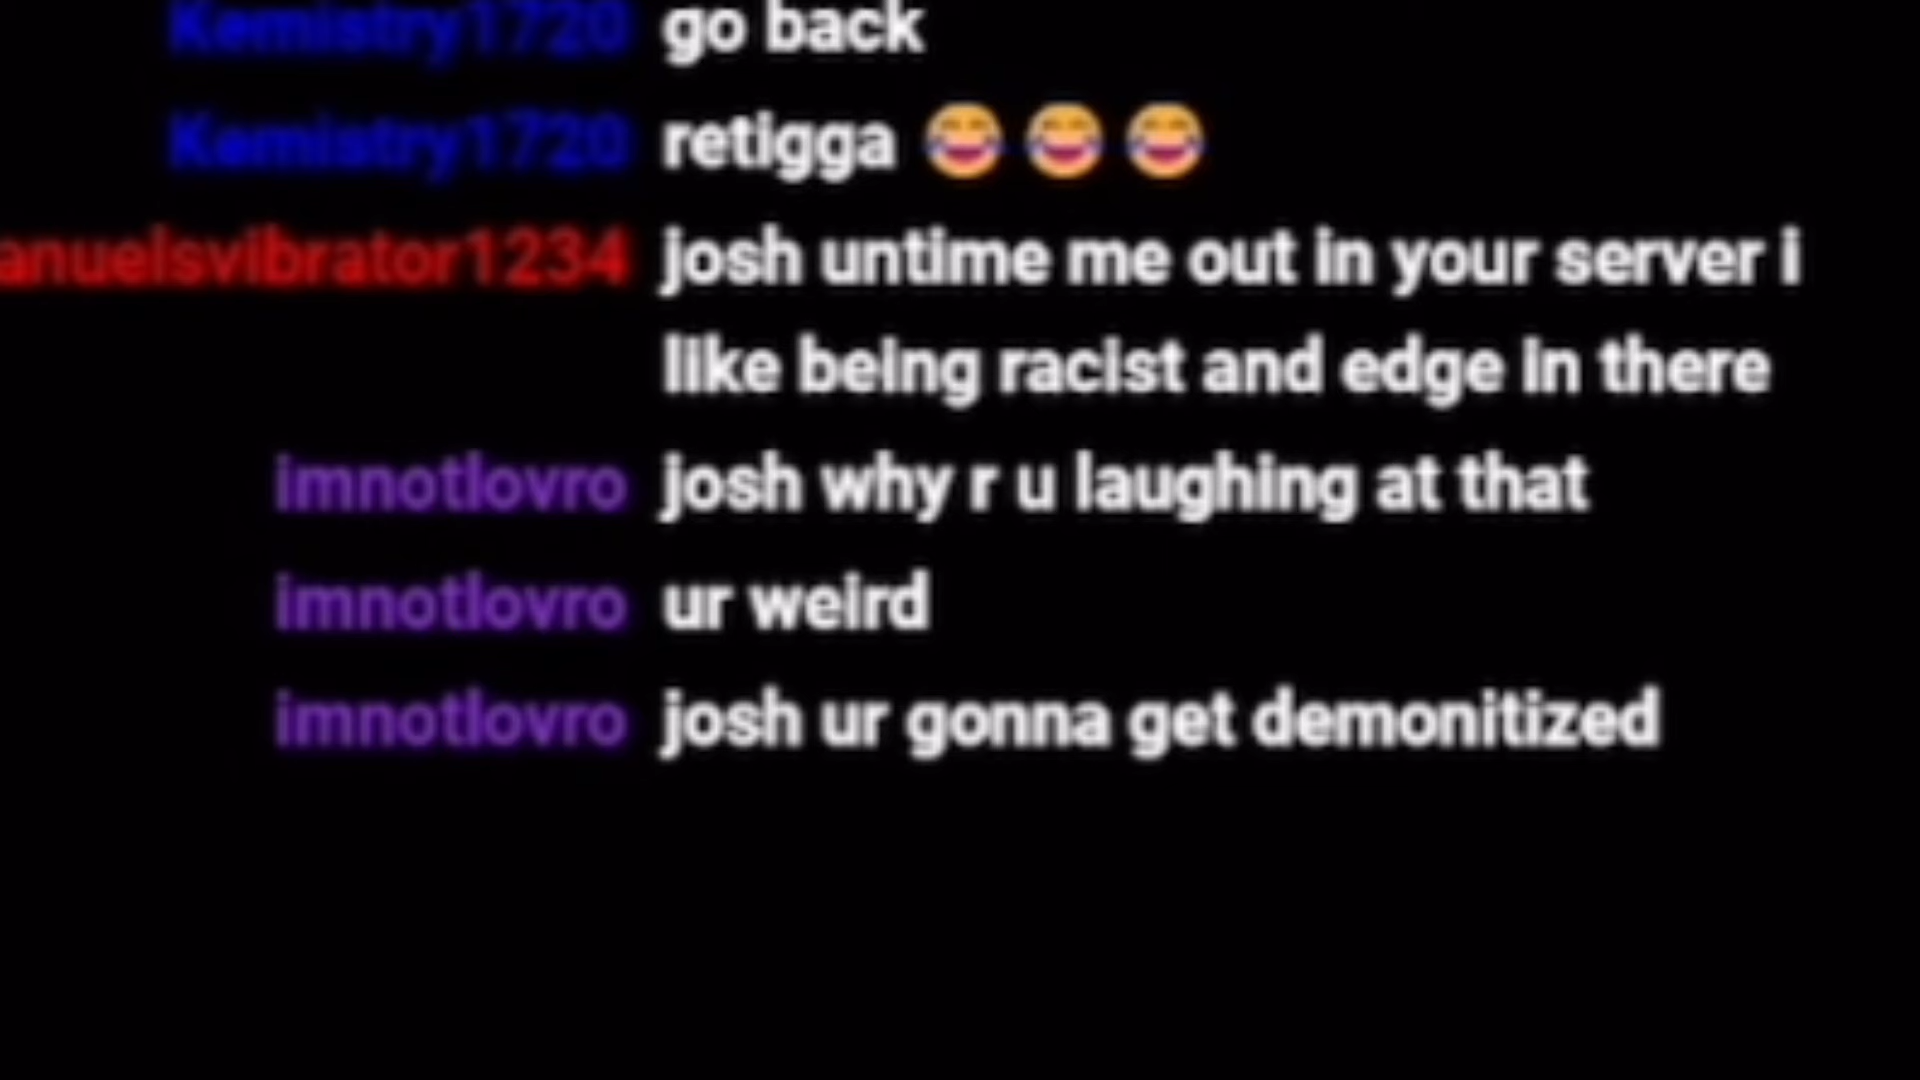 Kemistry1720 go back
Kemistry1720 retigga 😂 😂 😂
anuelsvibrator1234 josh untime me out in your server i
like being racist and edge in there
imnotlovro josh why r u laughing at that
imnotlovro ur weird
imnotlovro josh ur gonna get demonitized